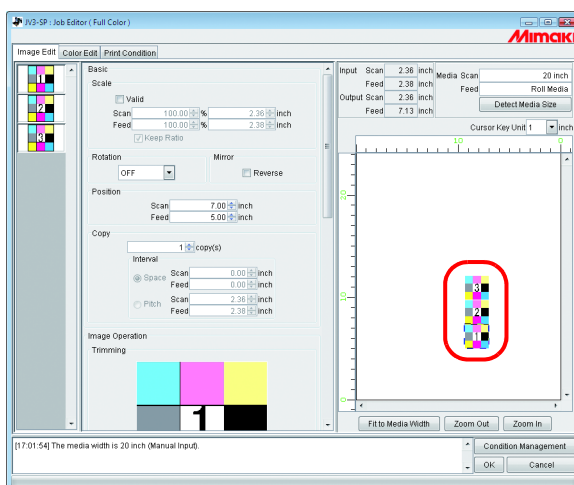 JV3-SP : Job Editor ( Full Color )
Mimaki
Image Edit Color Edit Print Condition
1
2
3
Basic
Scale
Valid
Scan 100.00 % 2.36 inch
Feed 100.00 % 2.38 inch
Keep Ratio
Rotation
OFF
Mirror
Reverse
Position
Scan 7.00 inch
Feed 5.00 inch
Copy
1 copy(s)
Interval
Space
Scan 0.00 inch
Feed 0.00 inch
Pitch
Scan 2.36 inch
Feed 2.38 inch
Image Operation
Trimming
1
Input Scan 2.36 inch
Feed 2.38 inch
Output Scan 2.36 inch
Feed 7.13 inch
Media Scan 20 inch
Feed Roll Media
Detect Media Size
Cursor Key Unit 1 inch
10 0
20
10
0
3
2
1
Fit to Media Width Zoom Out Zoom In
[17:01:54] The media width is 20 inch (Manual Input).
Condition Management
OK Cancel